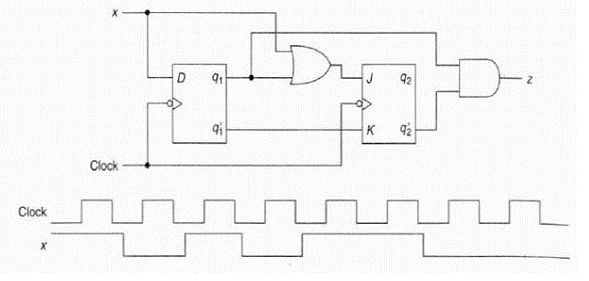 x
D q₁
q₁′
J q₂
K q₂′
z
Clock
Clock
x